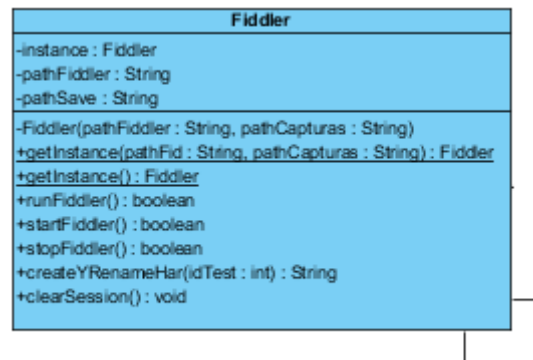 Fiddler
-instance : Fiddler
-pathFiddler : String
-pathSave : String
-Fiddler(pathFiddler : String, pathCapturas : String)
+getInstance(pathFid : String, pathCapturas : String) : Fiddler
+getInstance() : Fiddler
+runFiddler() : boolean
+startFiddler() : boolean
+stopFiddler() : boolean
+createYRenameHar(idTest : int) : String
+clearSession() : void